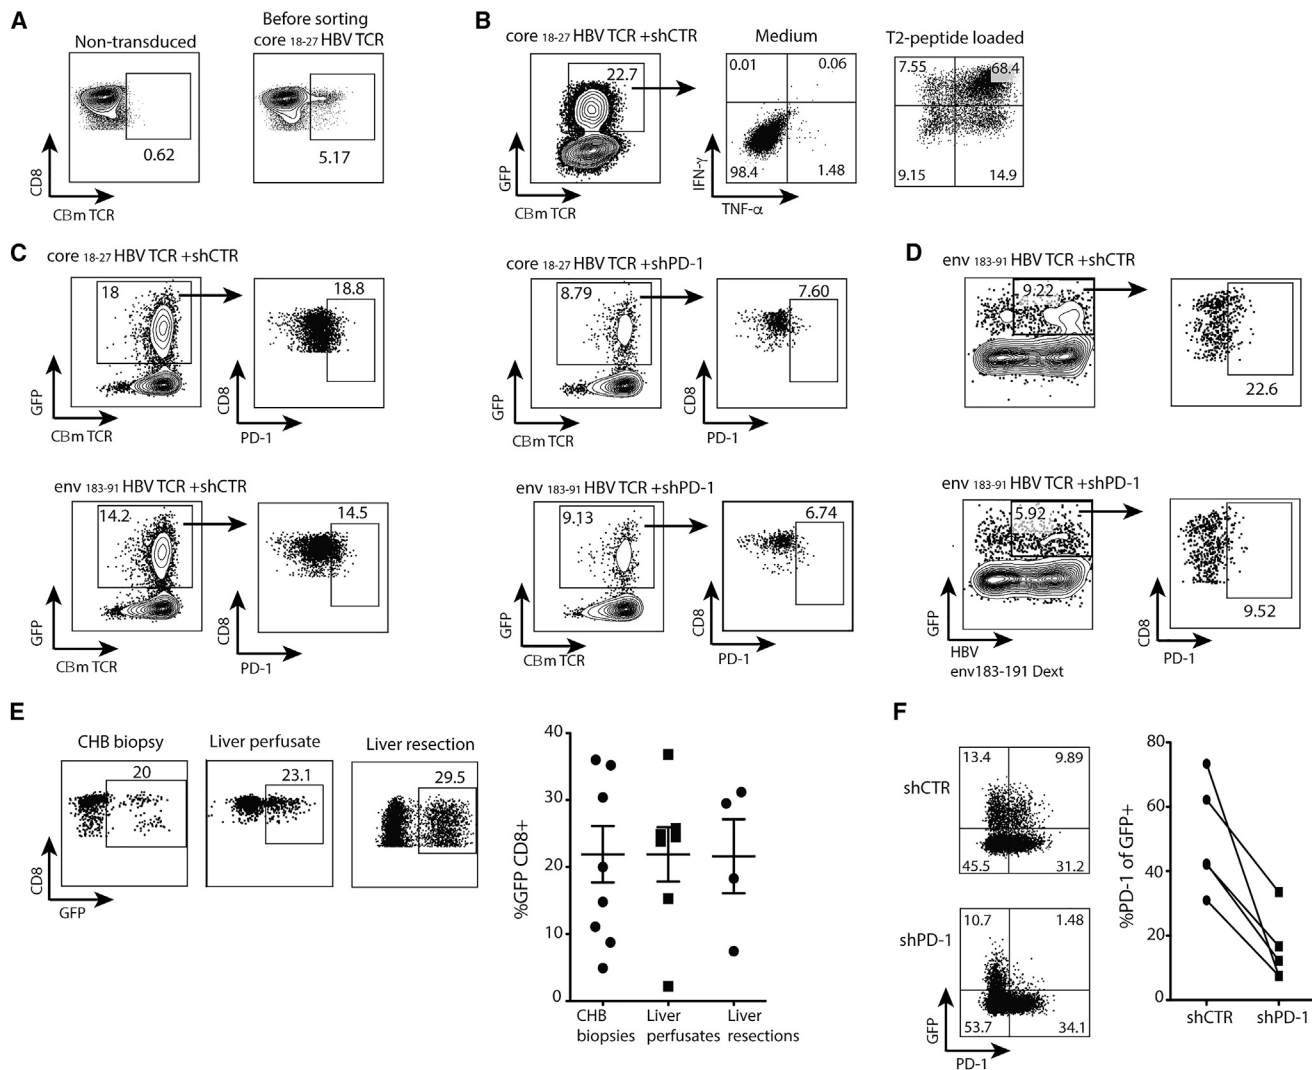 A
Non-transduced
Before sorting
core 18-27 HBV TCR
0.62
5.17
CD8
CBm TCR
B
core 18-27 HBV TCR +shCTR
Medium
T2-peptide loaded
22.7
0.01
0.06
98.4
1.48
7.55
68.4
9.15
14.9
GFP
CBm TCR
IFN-γ
TNF-α
C
core 18-27 HBV TCR +shCTR
18
18.8
GFP
CBm TCR
CD8
PD-1
core 18-27 HBV TCR +shPD-1
8.79
7.60
GFP
CBm TCR
CD8
PD-1
env 183-91 HBV TCR +shCTR
14.2
14.5
GFP
CBm TCR
CD8
PD-1
env 183-91 HBV TCR +shPD-1
9.13
6.74
GFP
CBm TCR
CD8
PD-1
D
env 183-91 HBV TCR +shCTR
9.22
22.6
env 183-91 HBV TCR +shPD-1
5.92
9.52
GFP
HBV
env183-191 Dext
CD8
PD-1
E
CHB biopsy
Liver perfusate
Liver resection
20
23.1
29.5
CD8
GFP
%GFP CD8+
40
30
20
10
0
CHB
biopsies
Liver
perfusates
Liver
resections
F
shCTR
13.4
9.89
45.5
31.2
shPD-1
10.7
1.48
53.7
34.1
GFP
PD-1
%PD-1 of GFP+
80
60
40
20
0
shCTR
shPD-1